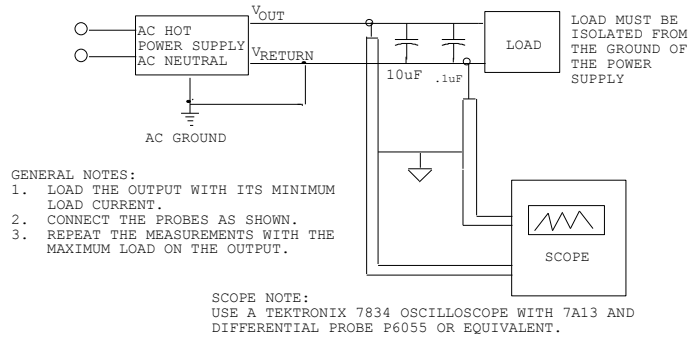 V OUT
AC HOT
POWER SUPPLY
AC NEUTRAL
V RETURN
10uF
.1uF
LOAD
LOAD MUST BE
ISOLATED FROM
THE GROUND OF
THE POWER
SUPPLY
AC GROUND
GENERAL NOTES:
1. LOAD THE OUTPUT WITH ITS MINIMUM
LOAD CURRENT.
2. CONNECT THE PROBES AS SHOWN.
3. REPEAT THE MEASUREMENTS WITH THE
MAXIMUM LOAD ON THE OUTPUT.
SCOPE
SCOPE NOTE:
USE A TEKTRONIX 7834 OSCILLOSCOPE WITH 7A13 AND
DIFFERENTIAL PROBE P6055 OR EQUIVALENT.